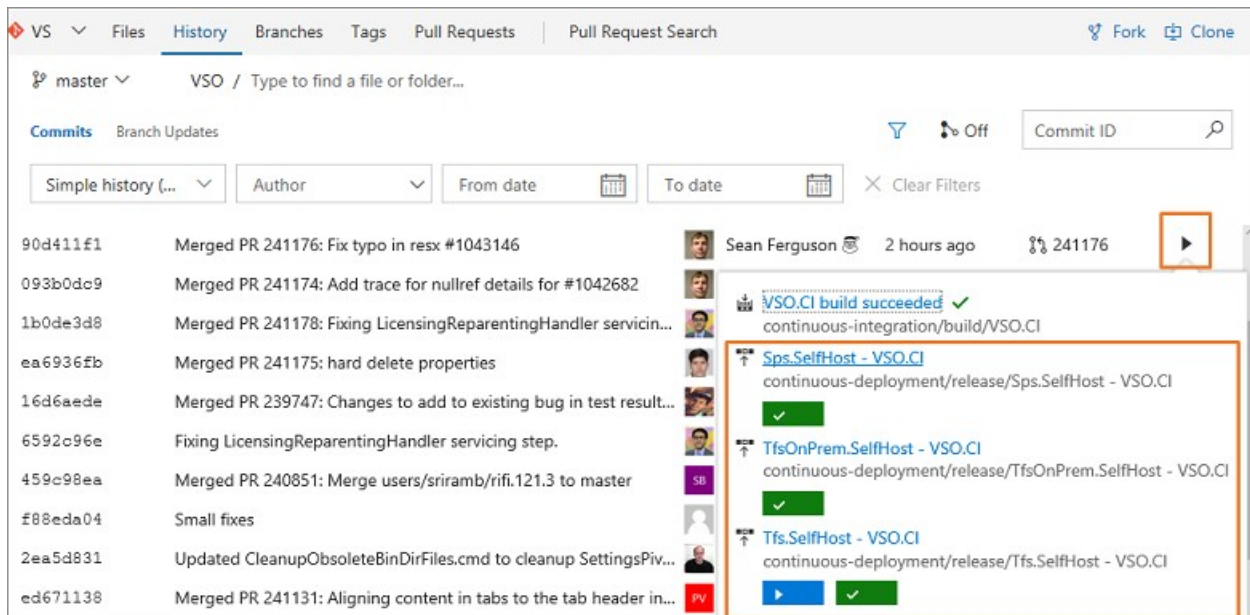 VS Files History Branches Tags Pull Requests Pull Request Search Fork Clone
master VSO / Type to find a file or folder...
Commits Branch Updates Off Commit ID
Simple history (... Author From date To date Clear Filters
90d411f1 Merged PR 241176: Fix typo in resx #1043146 Sean Ferguson 2 hours ago 241176
093b0dc9 Merged PR 241174: Add trace for nullref details for #1042682
VSO.CI build succeeded
continuous-integration/build/VSO.CI
1b0de3d8 Merged PR 241178: Fixing LicensingReparentingHandler servicin...
ea6936fb Merged PR 241175: hard delete properties
Sps.SelfHost - VSO.CI
continuous-deployment/release/Sps.SelfHost - VSO.CI
16d6aede Merged PR 239747: Changes to add to existing bug in test result...
6592c96e Fixing LicensingReparentingHandler servicing step.
TfsOnPrem.SelfHost - VSO.CI
continuous-deployment/release/TfsOnPrem.SelfHost - VSO.CI
459c98ea Merged PR 240851: Merge users/sriramb/rifi.121.3 to master SB
f88eda04 Small fixes
Tfs.SelfHost - VSO.CI
continuous-deployment/release/Tfs.SelfHost - VSO.CI
2ea5d831 Updated CleanupObsoleteBinDirFiles.cmd to cleanup SettingsPiv...
ed671138 Merged PR 241131: Aligning content in tabs to the tab header in... PV